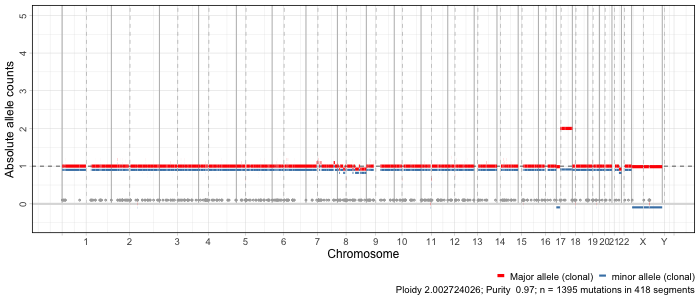 Absolute allele counts
5
4
3
2
1
0
1 2 3 4 5 6 7 8 9 10 11 12 13 14 15 16 17 18 19 20 21 22 X Y
Chromosome
Major allele (clonal) minor allele (clonal)
Ploidy 2.002724026; Purity 0.97; n = 1395 mutations in 418 segments